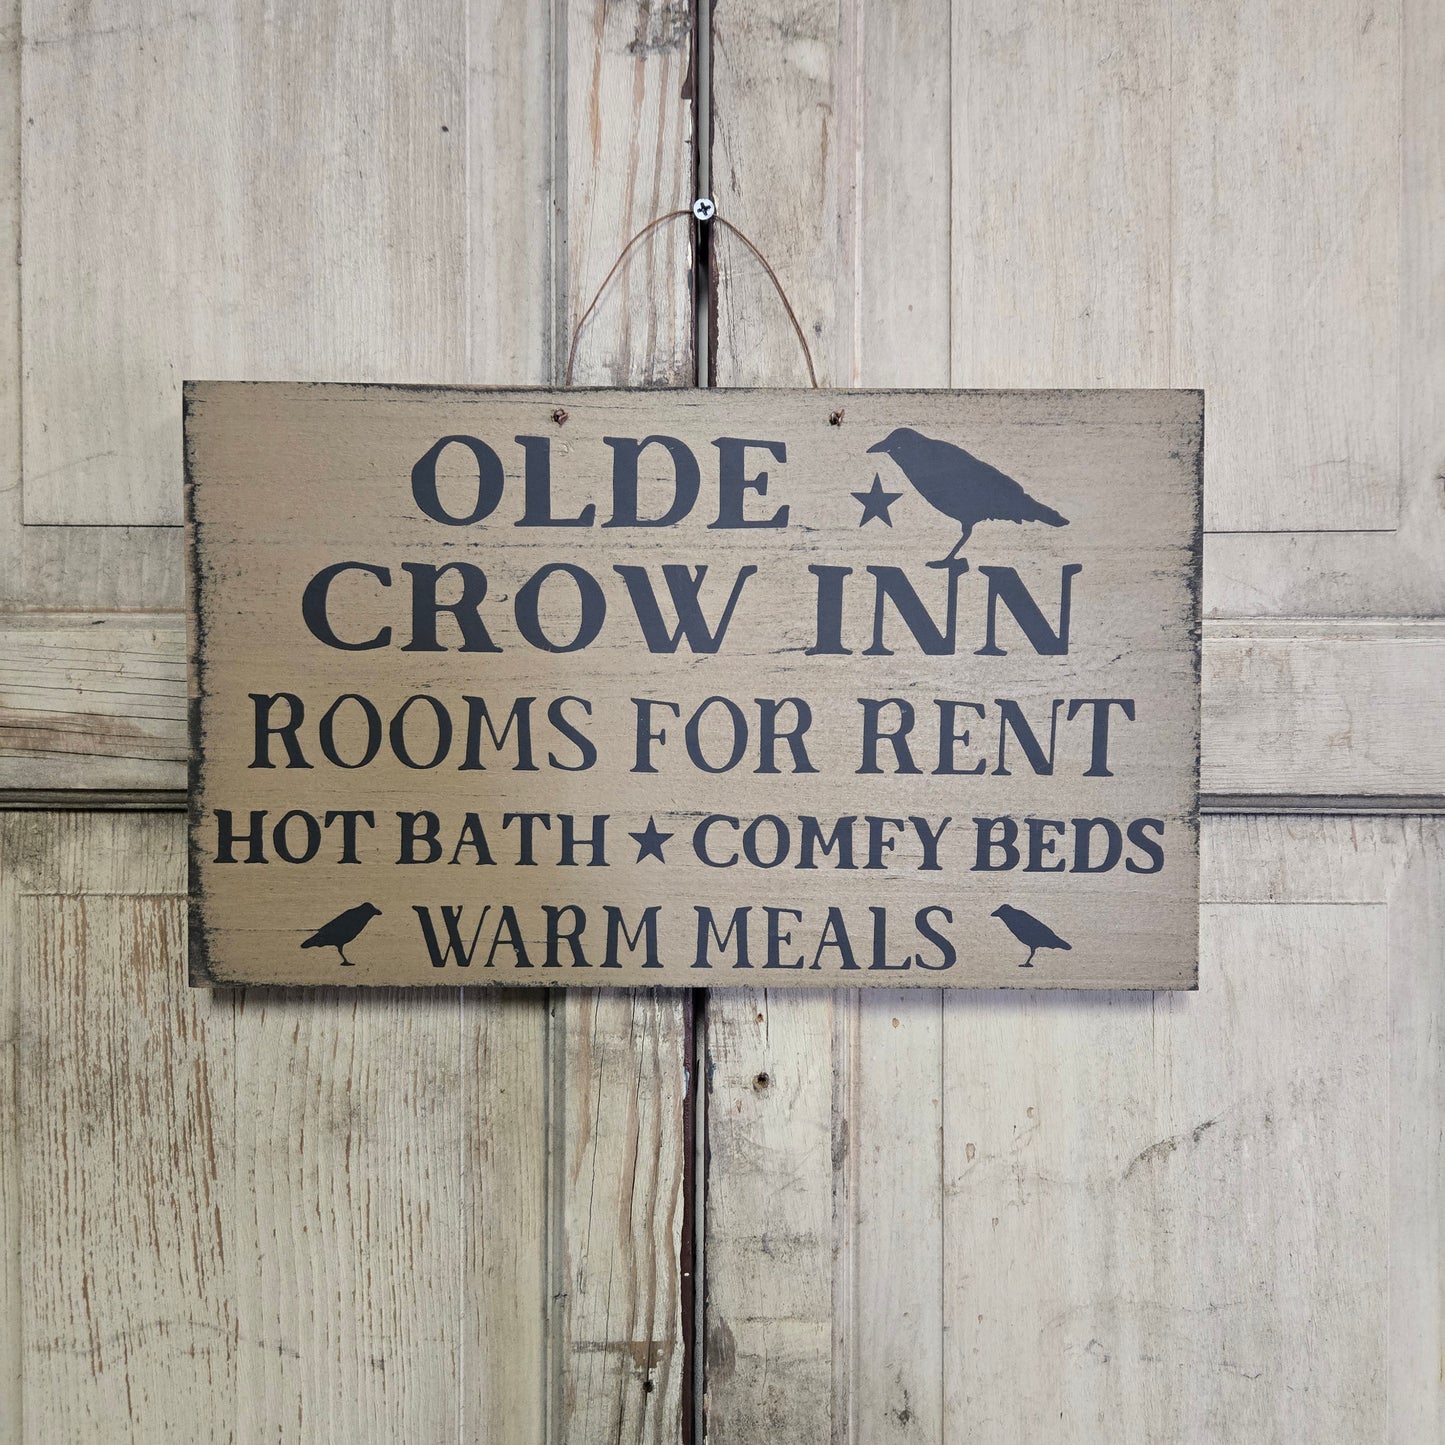 OLDE
CROW INN
ROOMS FOR RENT
HOT BATH ★ COMFY BEDS
WARM MEALS